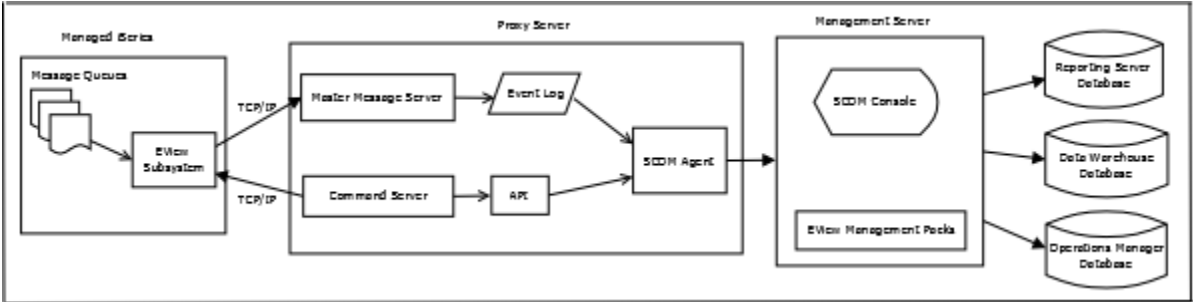 Managed iSeries
Message Queues
EView
Subsystem
TCP/IP
TCP/IP
Proxy Server
Master Message Server
Event Log
Command Server
API
SCOM Agent
Management Server
SCOM Console
EView Management Packs
Reporting Server
Database
Data Warehouse
Database
Operations Manager
Database